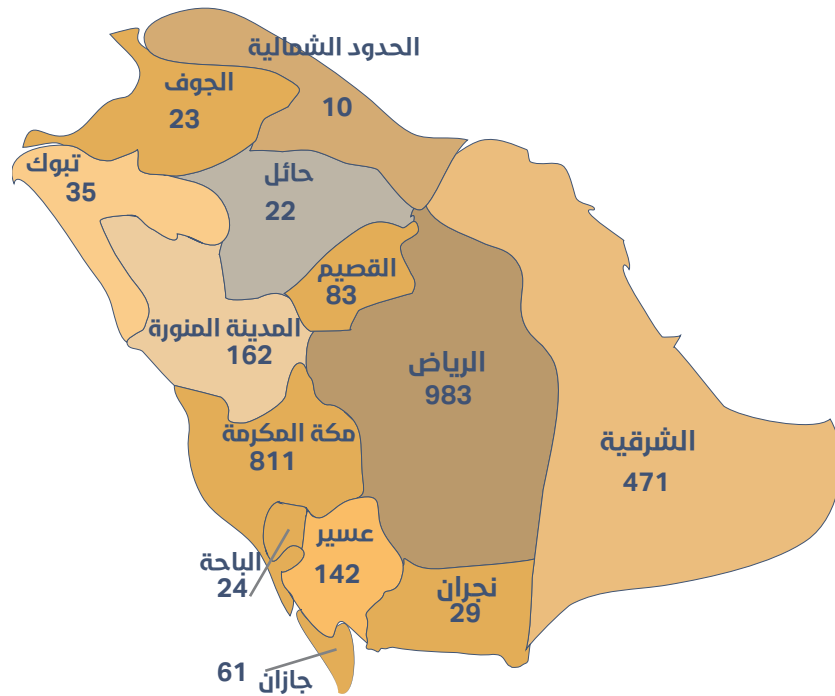 الحدود الشمالية
10
الجوف
23
تبوك
35
حائل
22
القصيم
83
المدينة المنورة
162
الرياض
983
مكة المكرمة
811
الشرقية
471
عسير
142
الباحة
24
نجران
29
جازان
61